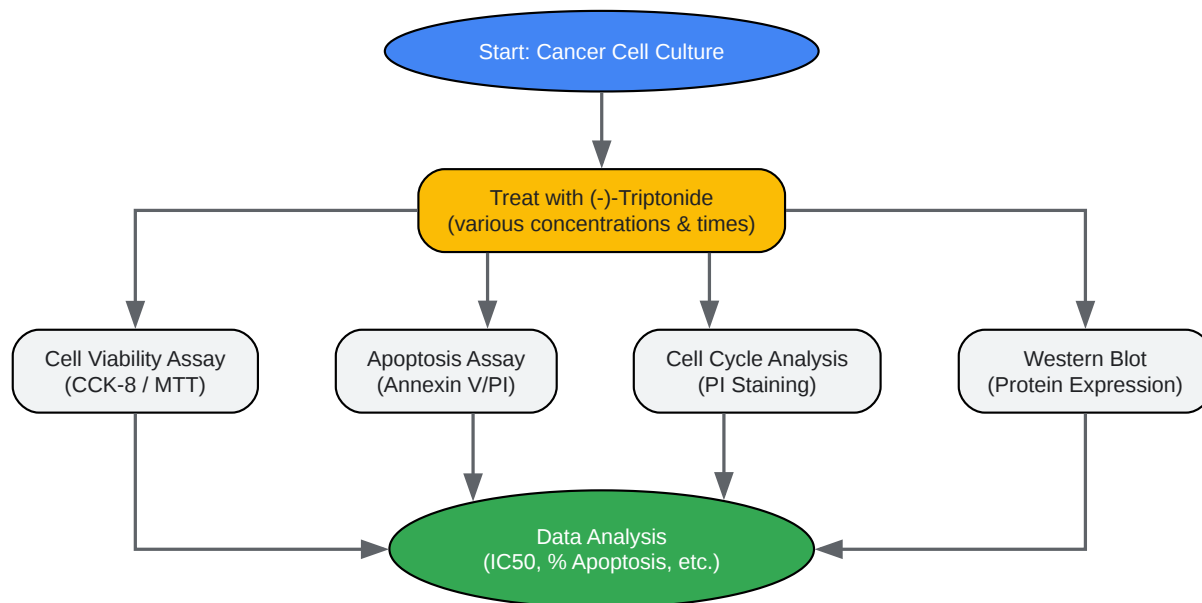 Start: Cancer Cell Culture
Treat with (-)-Triptonide
(various concentrations & times)
Cell Viability Assay
(CCK-8 / MTT)
Apoptosis Assay
(Annexin V/PI)
Cell Cycle Analysis
(PI Staining)
Western Blot
(Protein Expression)
Data Analysis
(IC50, % Apoptosis, etc.)